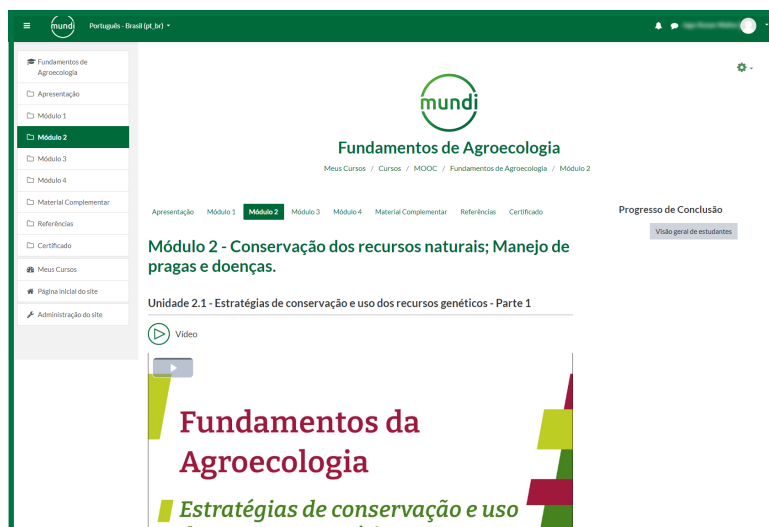 mundi
Português - Brasil (pt_br)
Fundamentos de
Agroecologia
Apresentação
Módulo 1
Módulo 2
Módulo 3
Módulo 4
Material Complementar
Referências
Certificado
Meus Cursos
Página inicial do site
Administração do site
mundi
Fundamentos de Agroecologia
Meus Cursos / Cursos / MOOC / Fundamentos de Agroecologia / Módulo 2
Apresentação Módulo 1 Módulo 2 Módulo 3 Módulo 4 Material Complementar Referências Certificado
Progresso de Conclusão
Visão geral de estudantes
Módulo 2 - Conservação dos recursos naturais; Manejo de
pragas e doenças.
Unidade 2.1 - Estratégias de conservação e uso dos recursos genéticos - Parte 1
Vídeo
Fundamentos da
Agroecologia
Estratégias de conservação e uso